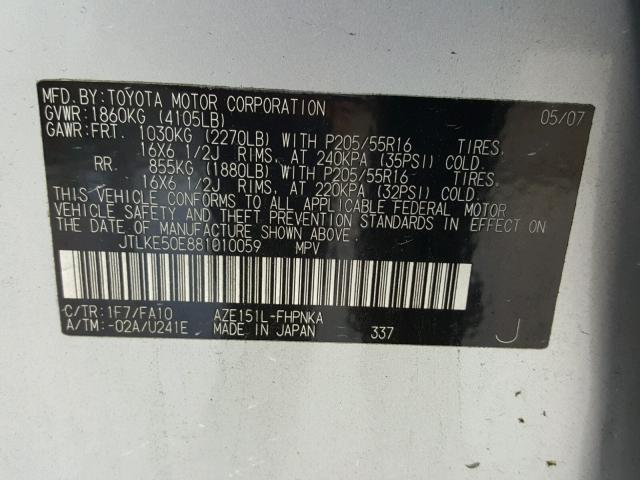 MFD. BY: TOYOTA MOTOR CORPORATION 05/07
GVWR: 1860KG (4105LB)
GAWR: FRT. 1030KG (2270LB) WITH P205/55R16 TIRES,
16X6 1/2J RIMS, AT 240KPA (35PSI) COLD.
RR. 855KG (1880LB) WITH P205/55R16 TIRES,
16X6 1/2J RIMS, AT 220KPA (32PSI) COLD.
THIS VEHICLE CONFORMS TO ALL APPLICABLE FEDERAL MOTOR
VEHICLE SAFETY AND THEFT PREVENTION STANDARDS IN EFFECT ON
THE DATE OF MANUFACTURE SHOWN ABOVE.
JTLKE50E881010059 MPV
C/TR: 1F7/FA10 AZE151L-FHPNKA
A/TM: -02A/U241E MADE IN JAPAN 337 J